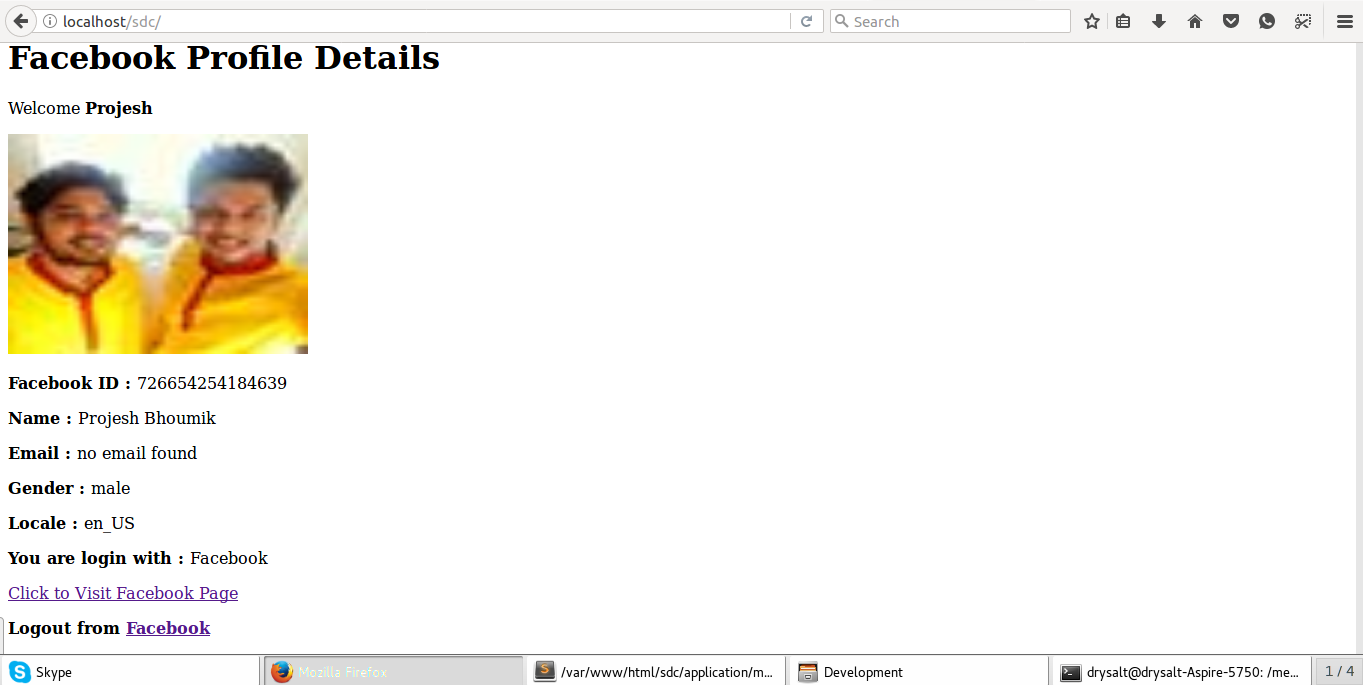 localhost/sdc/
Search
Facebook Profile Details
Welcome Projesh
Facebook ID : 726654254184639
Name : Projesh Bhoumik
Email : no email found
Gender : male
Locale : en_US
You are login with : Facebook
Click to Visit Facebook Page
Logout from Facebook
Skype
Mozilla Firefox
/var/www/html/sdc/application/m...
Development
drysalt@drysalt-Aspire-5750: /me...
1 / 4